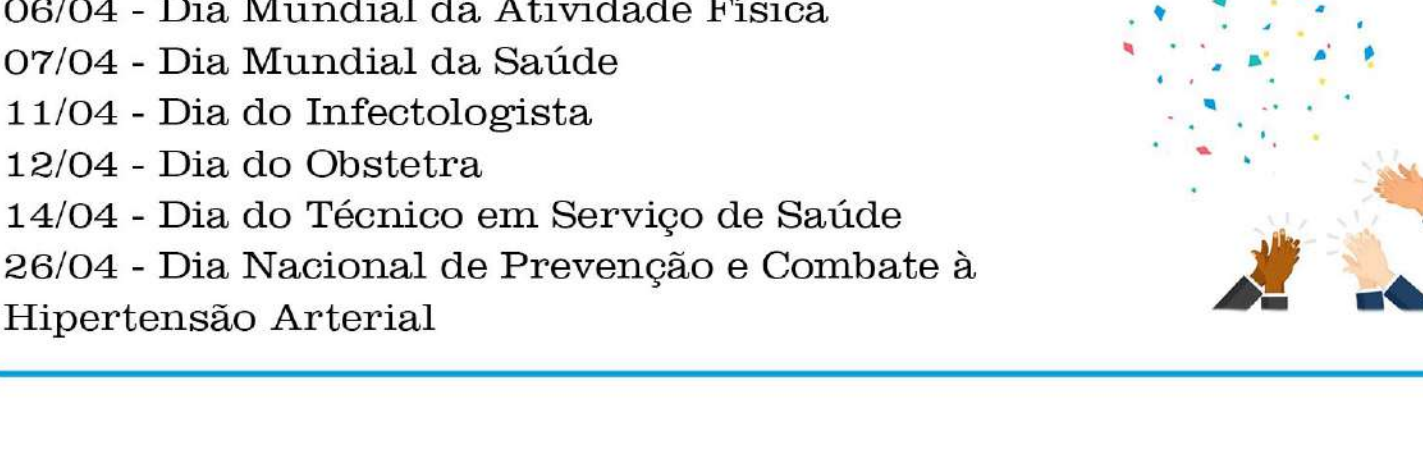 06/04 - Dia Mundial da Atividade Física
07/04 - Dia Mundial da Saúde
11/04 - Dia do Infectologista
12/04 - Dia do Obstetra
14/04 - Dia do Técnico em Serviço de Saúde
26/04 - Dia Nacional de Prevenção e Combate à
Hipertensão Arterial